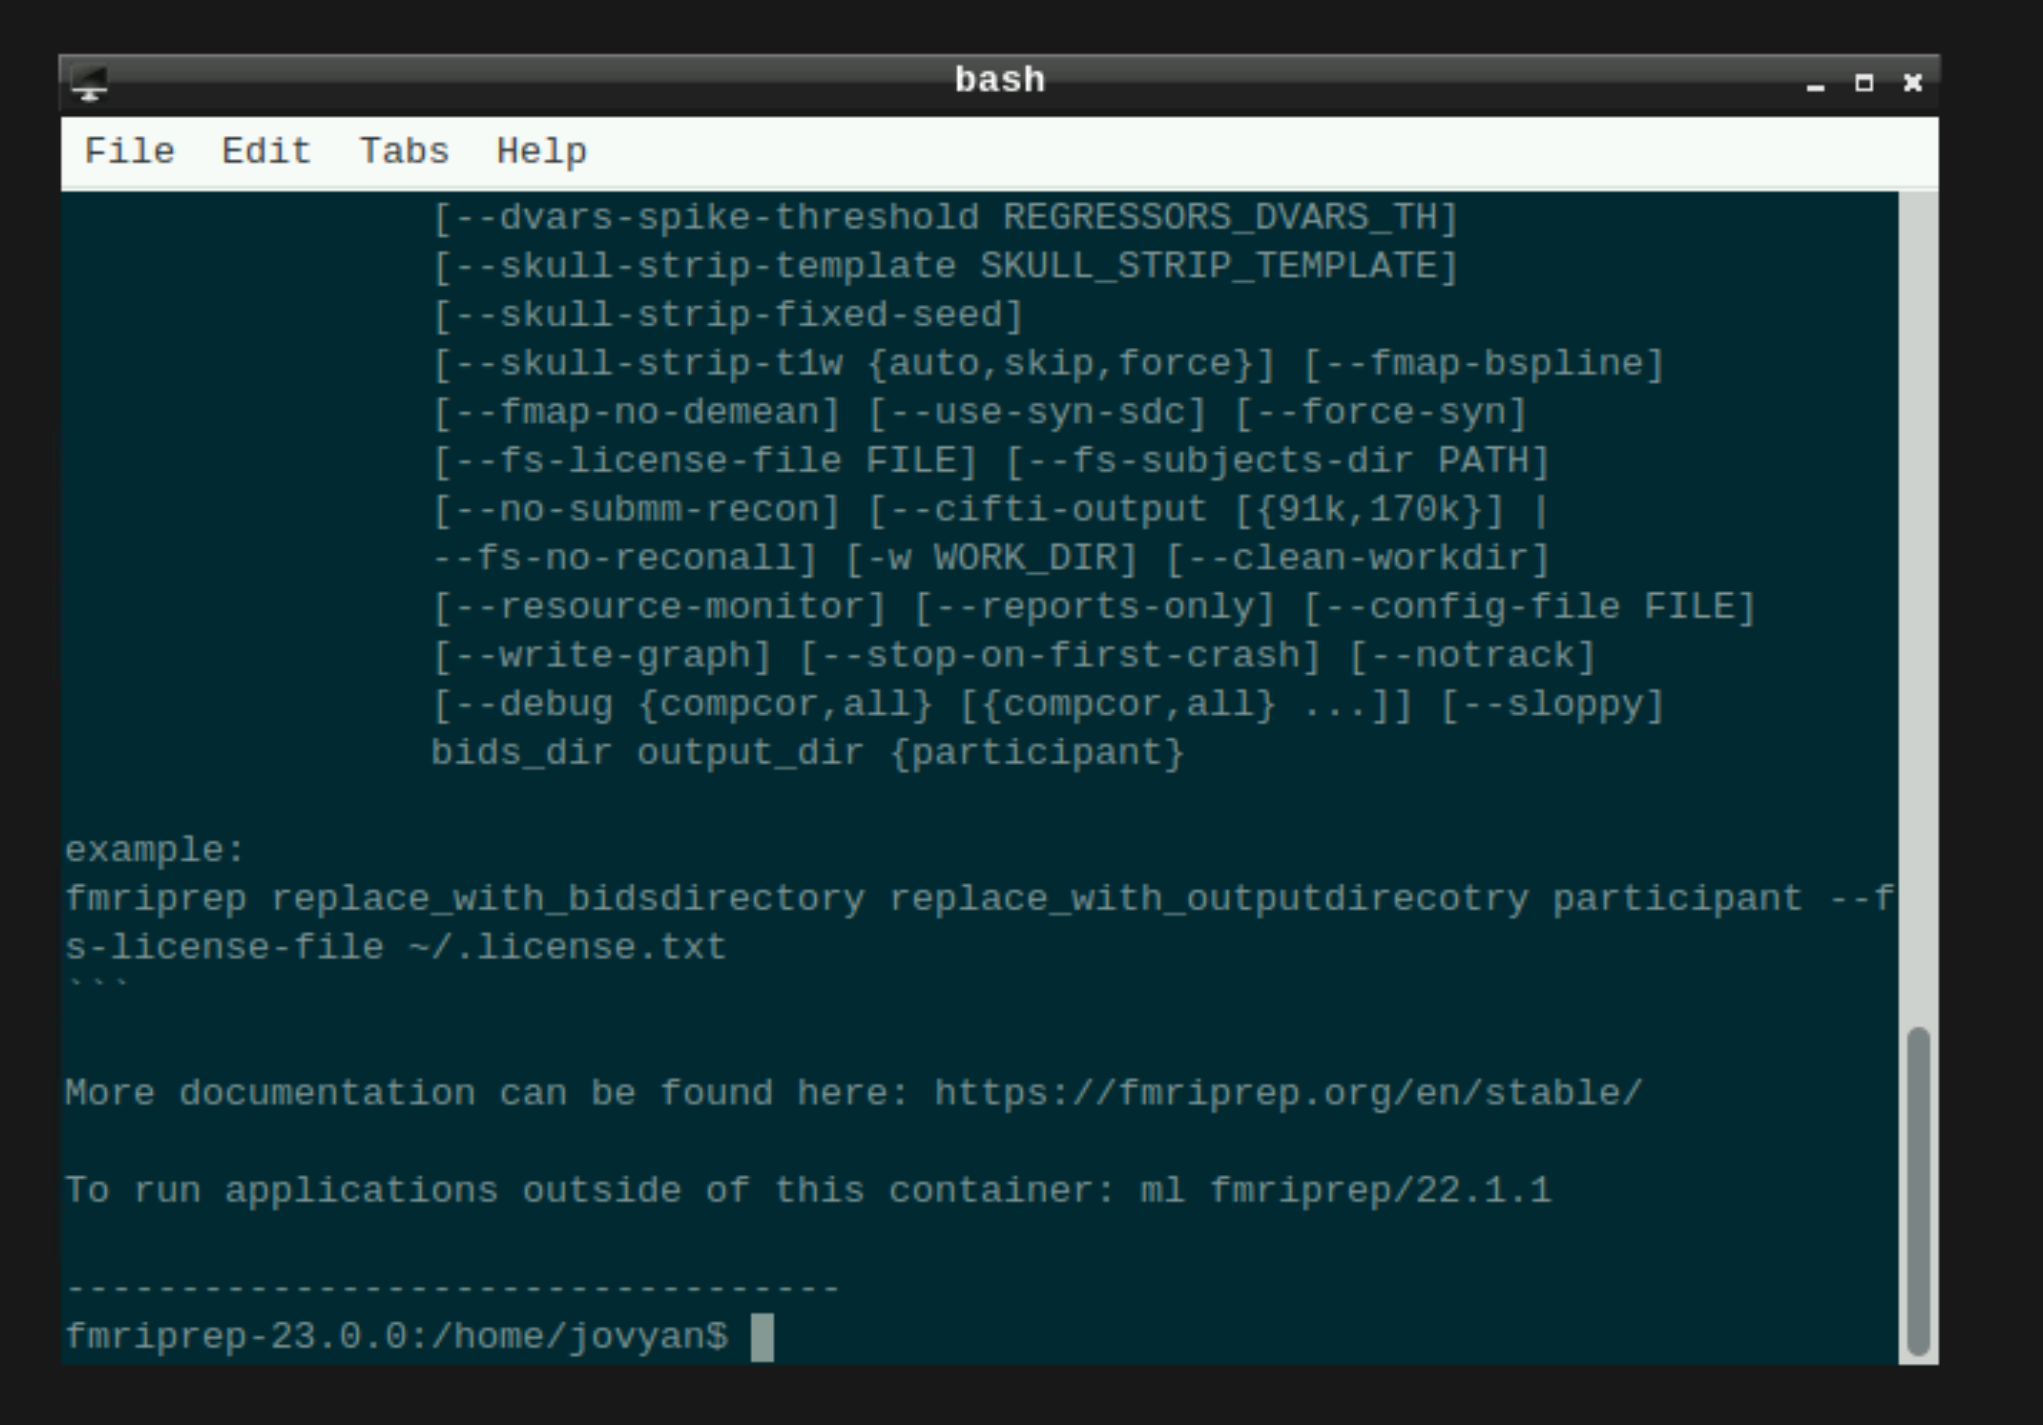 bash
File Edit Tabs Help
[--dvars-spike-threshold REGRESSORS_DVARS_TH]
[--skull-strip-template SKULL_STRIP_TEMPLATE]
[--skull-strip-fixed-seed]
[--skull-strip-t1w {auto,skip,force}] [--fmap-bspline]
[--fmap-no-demean] [--use-syn-sdc] [--force-syn]
[--fs-license-file FILE] [--fs-subjects-dir PATH]
[--no-submm-recon] [--cifti-output [{91k,170k}] |
--fs-no-reconall] [-w WORK_DIR] [--clean-workdir]
[--resource-monitor] [--reports-only] [--config-file FILE]
[--write-graph] [--stop-on-first-crash] [--notrack]
[--debug {compcor,all} [{compcor,all} ...]] [--sloppy]
bids_dir output_dir {participant}
example:
fmriprep replace_with_bidsdirectory replace_with_outputdirecotry participant --f
s-license-file ~/.license.txt
```
More documentation can be found here: https://fmriprep.org/en/stable/
To run applications outside of this container: ml fmriprep/22.1.1
----------------------------------
fmriprep-23.0.0:/home/jovyan$